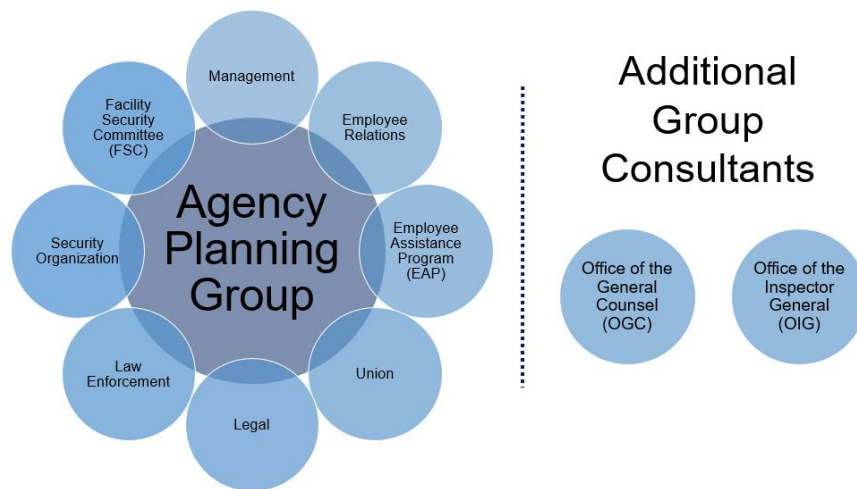 Agency
Planning
Group
Management
Employee
Relations
Employee
Assistance
Program
(EAP)
Union
Legal
Law
Enforcement
Security
Organization
Facility
Security
Committee
(FSC)
Additional
Group
Consultants
Office of the
General
Counsel
(OGC)
Office of the
Inspector
General
(OIG)